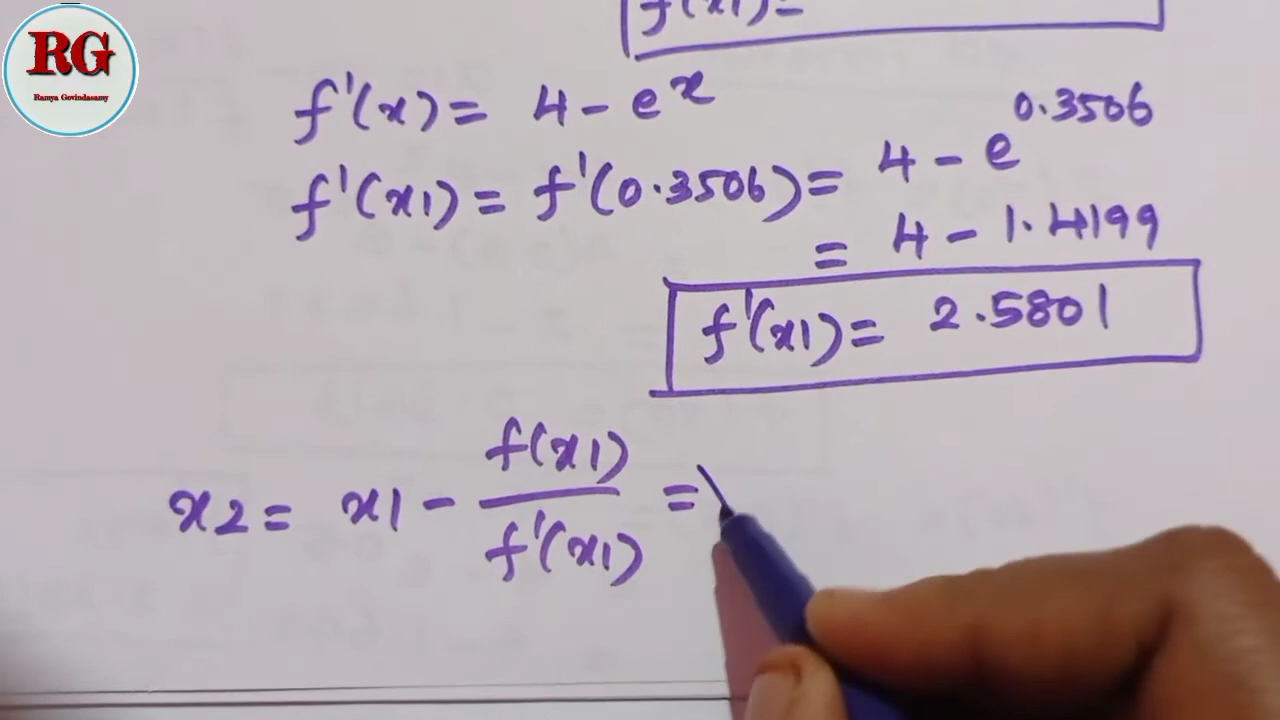 RG
Ramya Govindasamy
f(x1)=
f'(x) = 4 - e^x
f'(x1) = f'(0.3506) = 4 - e^0.3506
= 4 - 1.4199
f'(x1) = 2.5801
x2 = x1 - f(x1)/f'(x1) =